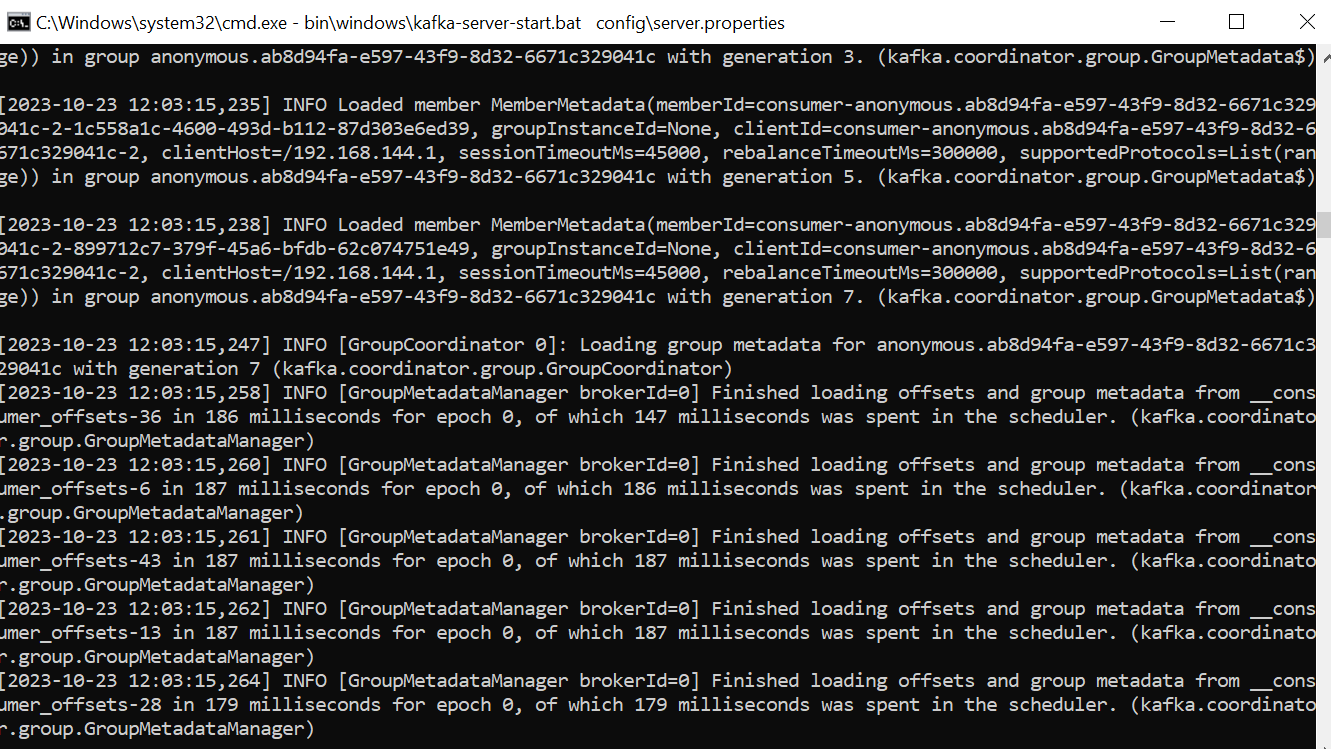 C:\Windows\system32\cmd.exe - bin\windows\kafka-server-start.bat config\server.properties
ge)) in group anonymous.ab8d94fa-e597-43f9-8d32-6671c329041c with generation 3. (kafka.coordinator.group.GroupMetadata$)
[2023-10-23 12:03:15,235] INFO Loaded member MemberMetadata(memberId=consumer-anonymous.ab8d94fa-e597-43f9-8d32-6671c329
041c-2-1c558a1c-4600-493d-b112-87d303e6ed39, groupInstanceId=None, clientId=consumer-anonymous.ab8d94fa-e597-43f9-8d32-6
671c329041c-2, clientHost=/192.168.144.1, sessionTimeoutMs=45000, rebalanceTimeoutMs=300000, supportedProtocols=List(ran
ge)) in group anonymous.ab8d94fa-e597-43f9-8d32-6671c329041c with generation 5. (kafka.coordinator.group.GroupMetadata$)
[2023-10-23 12:03:15,238] INFO Loaded member MemberMetadata(memberId=consumer-anonymous.ab8d94fa-e597-43f9-8d32-6671c329
041c-2-899712c7-379f-45a6-bfdb-62c074751e49, groupInstanceId=None, clientId=consumer-anonymous.ab8d94fa-e597-43f9-8d32-6
671c329041c-2, clientHost=/192.168.144.1, sessionTimeoutMs=45000, rebalanceTimeoutMs=300000, supportedProtocols=List(ran
ge)) in group anonymous.ab8d94fa-e597-43f9-8d32-6671c329041c with generation 7. (kafka.coordinator.group.GroupMetadata$)
[2023-10-23 12:03:15,247] INFO [GroupCoordinator 0]: Loading group metadata for anonymous.ab8d94fa-e597-43f9-8d32-6671c3
29041c with generation 7 (kafka.coordinator.group.GroupCoordinator)
[2023-10-23 12:03:15,258] INFO [GroupMetadataManager brokerId=0] Finished loading offsets and group metadata from __cons
umer_offsets-36 in 186 milliseconds for epoch 0, of which 147 milliseconds was spent in the scheduler. (kafka.coordinato
r.group.GroupMetadataManager)
[2023-10-23 12:03:15,260] INFO [GroupMetadataManager brokerId=0] Finished loading offsets and group metadata from __cons
umer_offsets-6 in 187 milliseconds for epoch 0, of which 186 milliseconds was spent in the scheduler. (kafka.coordinator
.group.GroupMetadataManager)
[2023-10-23 12:03:15,261] INFO [GroupMetadataManager brokerId=0] Finished loading offsets and group metadata from __cons
umer_offsets-43 in 187 milliseconds for epoch 0, of which 187 milliseconds was spent in the scheduler. (kafka.coordinato
r.group.GroupMetadataManager)
[2023-10-23 12:03:15,262] INFO [GroupMetadataManager brokerId=0] Finished loading offsets and group metadata from __cons
umer_offsets-13 in 187 milliseconds for epoch 0, of which 187 milliseconds was spent in the scheduler. (kafka.coordinato
r.group.GroupMetadataManager)
[2023-10-23 12:03:15,264] INFO [GroupMetadataManager brokerId=0] Finished loading offsets and group metadata from __cons
umer_offsets-28 in 179 milliseconds for epoch 0, of which 179 milliseconds was spent in the scheduler. (kafka.coordinato
r.group.GroupMetadataManager)